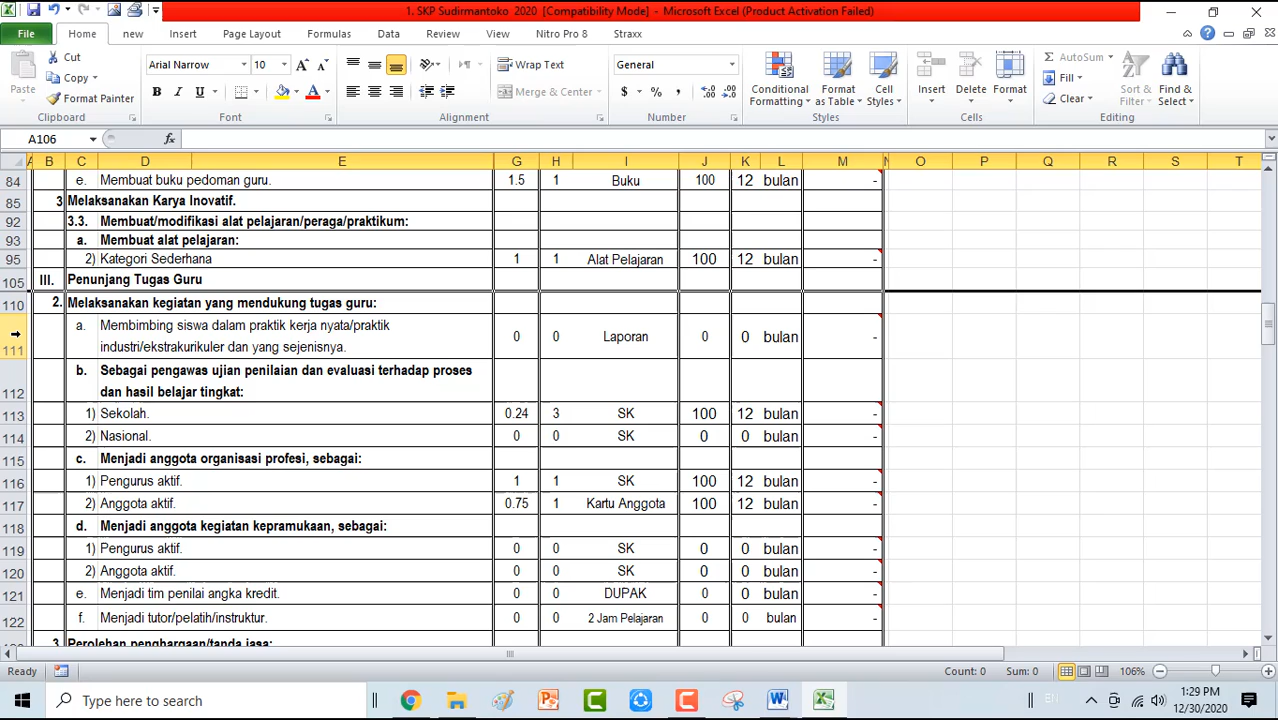 1. SKP Sudirmantoko 2020 [Compatibility Mode] - Microsoft Excel (Product Activation Failed)
File Home new Insert Page Layout Formulas Data Review View Nitro Pro 8 Straxx
Cut
Copy
Format Painter
Paste
Clipboard
Arial Narrow 10
Font
Wrap Text
Merge & Center
Alignment
General
Number
Conditional Formatting
Format as Table
Cell Styles
Styles
Insert Delete Format
Cells
AutoSum
Fill
Clear
Sort & Filter
Find & Select
Editing
A106 fx
A B C D E G H I J K L M N O P Q R S T
84 e. Membuat buku pedoman guru. 1.5 1 Buku 100 12 bulan -
85 3 Melaksanakan Karya Inovatif.
92 3.3. Membuat/modifikasi alat pelajaran/peraga/praktikum:
93 a. Membuat alat pelajaran:
95 2) Kategori Sederhana 1 1 Alat Pelajaran 100 12 bulan -
105 III. Penunjang Tugas Guru
110 2. Melaksanakan kegiatan yang mendukung tugas guru:
a. Membimbing siswa dalam praktik kerja nyata/praktik
111 industri/ekstrakurikuler dan yang sejenisnya. 0 0 Laporan 0 0 bulan -
b. Sebagai pengawas ujian penilaian dan evaluasi terhadap proses
112 dan hasil belajar tingkat:
113 1) Sekolah. 0.24 3 SK 100 12 bulan -
114 2) Nasional. 0 0 SK 0 0 bulan -
115 c. Menjadi anggota organisasi profesi, sebagai:
116 1) Pengurus aktif. 1 1 SK 100 12 bulan -
117 2) Anggota aktif. 0.75 1 Kartu Anggota 100 12 bulan -
118 d. Menjadi anggota kegiatan kepramukaan, sebagai:
119 1) Pengurus aktif. 0 0 SK 0 0 bulan -
120 2) Anggota aktif. 0 0 SK 0 0 bulan -
121 e. Menjadi tim penilai angka kredit. 0 0 DUPAK 0 0 bulan -
122 f. Menjadi tutor/pelatih/instruktur. 0 0 2 Jam Pelajaran 0 0 bulan -
3 Perolehan penghargaan/tanda jasa:
Ready Count: 0 Sum: 0 106%
Type here to search
1:29 PM
12/30/2020